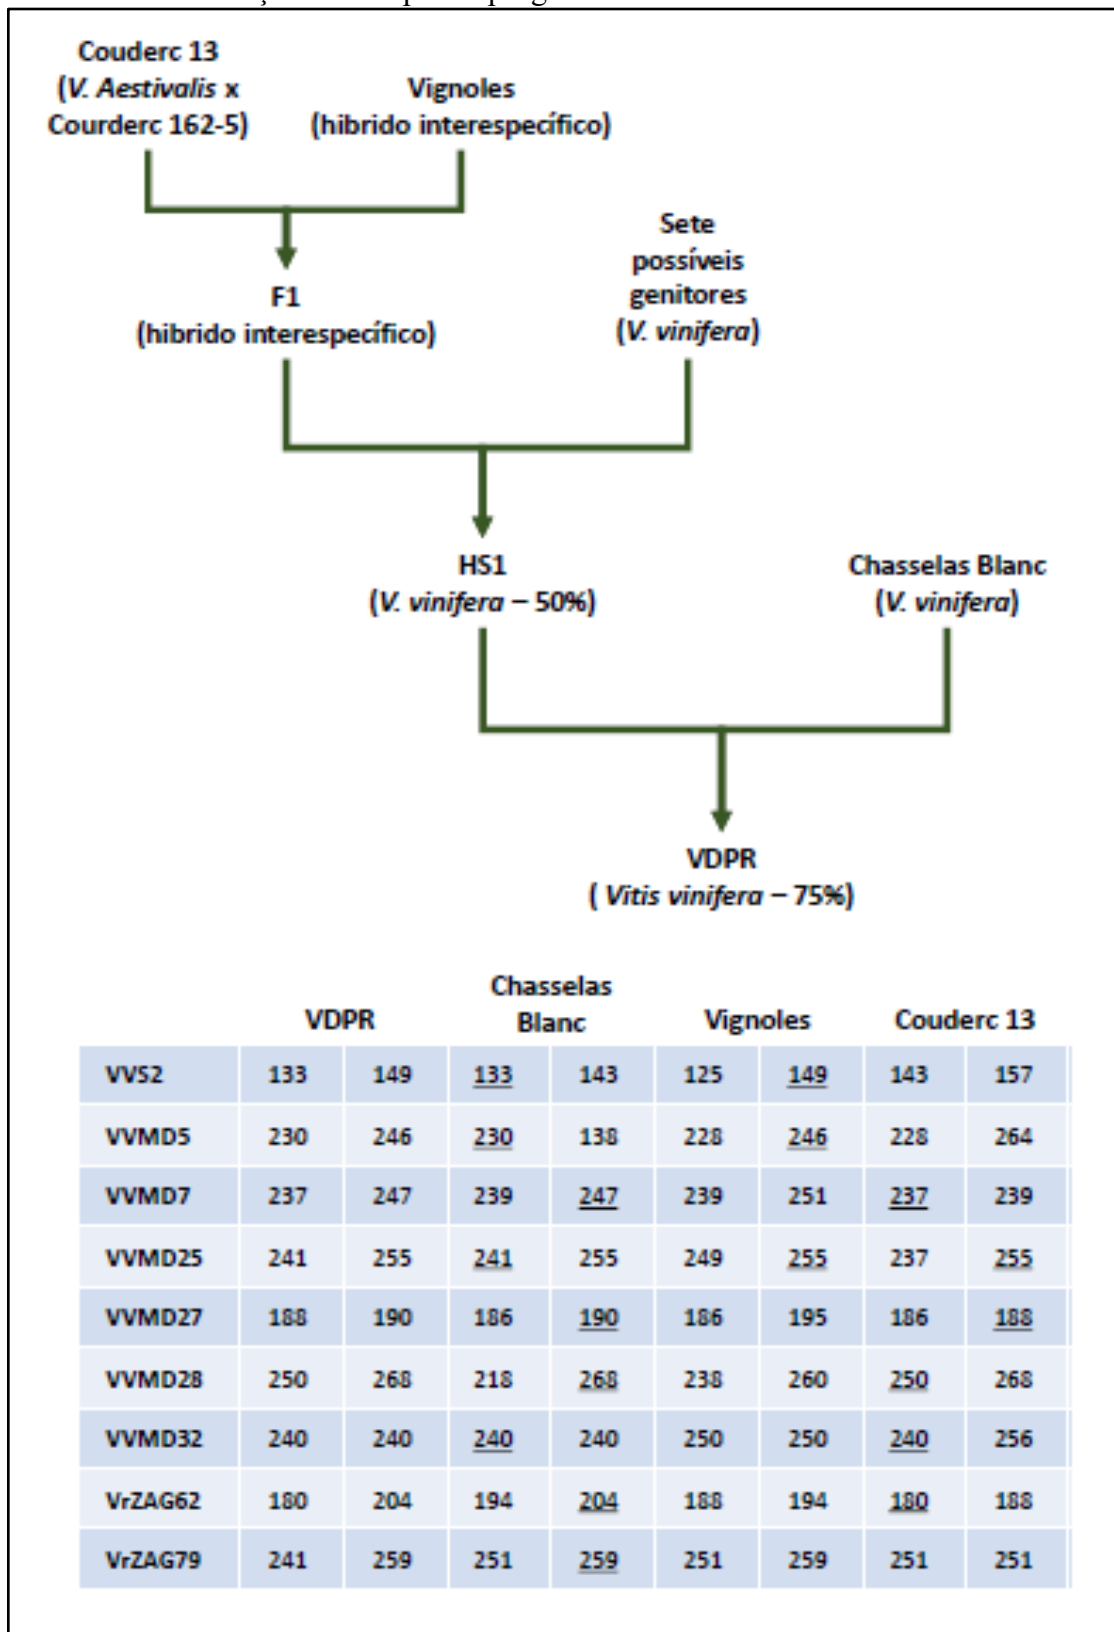 Couderc 13
(V. Aestivalis x
Courderc 162-5)
Vignoles
(hibrido interespecífico)
F1
(hibrido interespecífico)
Sete
possíveis
genitores
(V. vinifera)
HS1
(V. vinifera – 50%)
Chasselas Blanc
(V. vinifera)
VDPR
( Vitis vinifera – 75%)
VDPR Chasselas Blanc Vignoles Couderc 13
VVS2 133 149 133 143 125 149 143 157
VVMD5 230 246 230 138 228 246 228 264
VVMD7 237 247 239 247 239 251 237 239
VVMD25 241 255 241 255 249 255 237 255
VVMD27 188 190 186 190 186 195 186 188
VVMD28 250 268 218 268 238 260 250 268
VVMD32 240 240 240 240 250 250 240 256
VrZAG62 180 204 194 204 188 194 180 188
VrZAG79 241 259 251 259 251 259 251 251